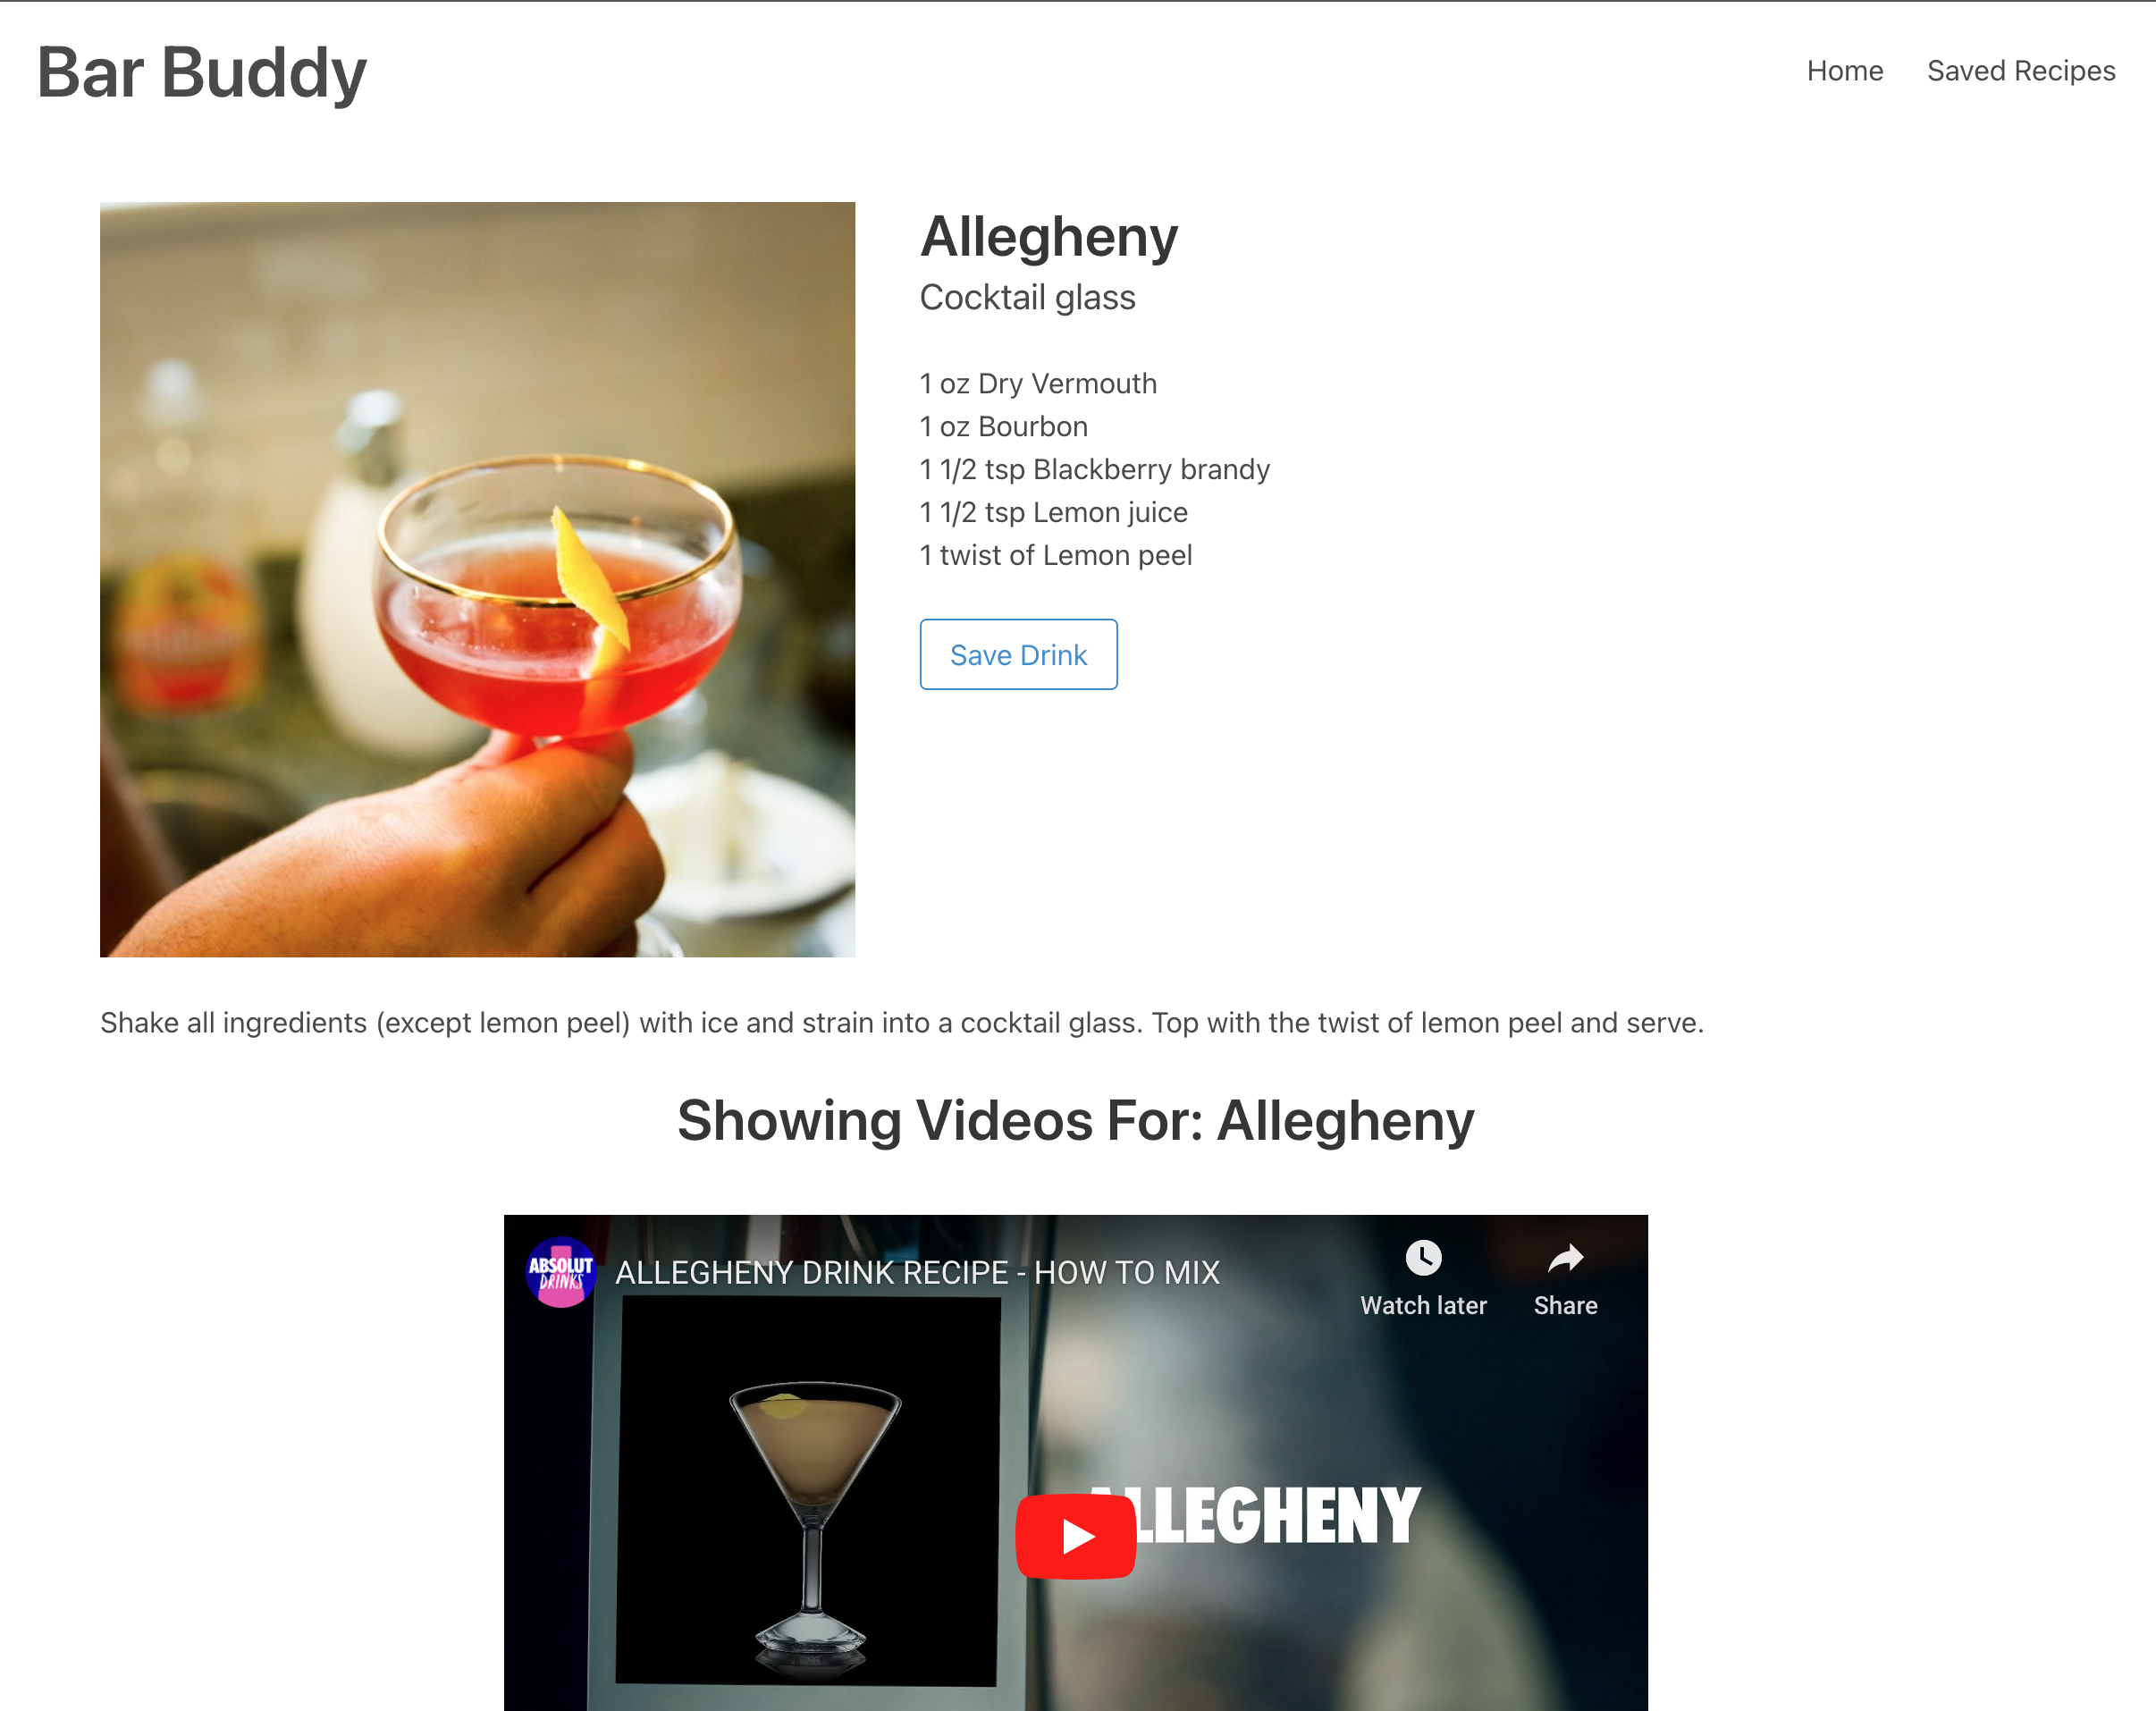 Bar Buddy
Home
Saved Recipes
Allegheny
Cocktail glass
1 oz Dry Vermouth
1 oz Bourbon
1 1/2 tsp Blackberry brandy
1 1/2 tsp Lemon juice
1 twist of Lemon peel
Save Drink
Shake all ingredients (except lemon peel) with ice and strain into a cocktail glass. Top with the twist of lemon peel and serve.
Showing Videos For: Allegheny
ABSOLUT
DRINKS
ALLEGHENY DRINK RECIPE - HOW TO MIX
Watch later
Share
ALLEGHENY